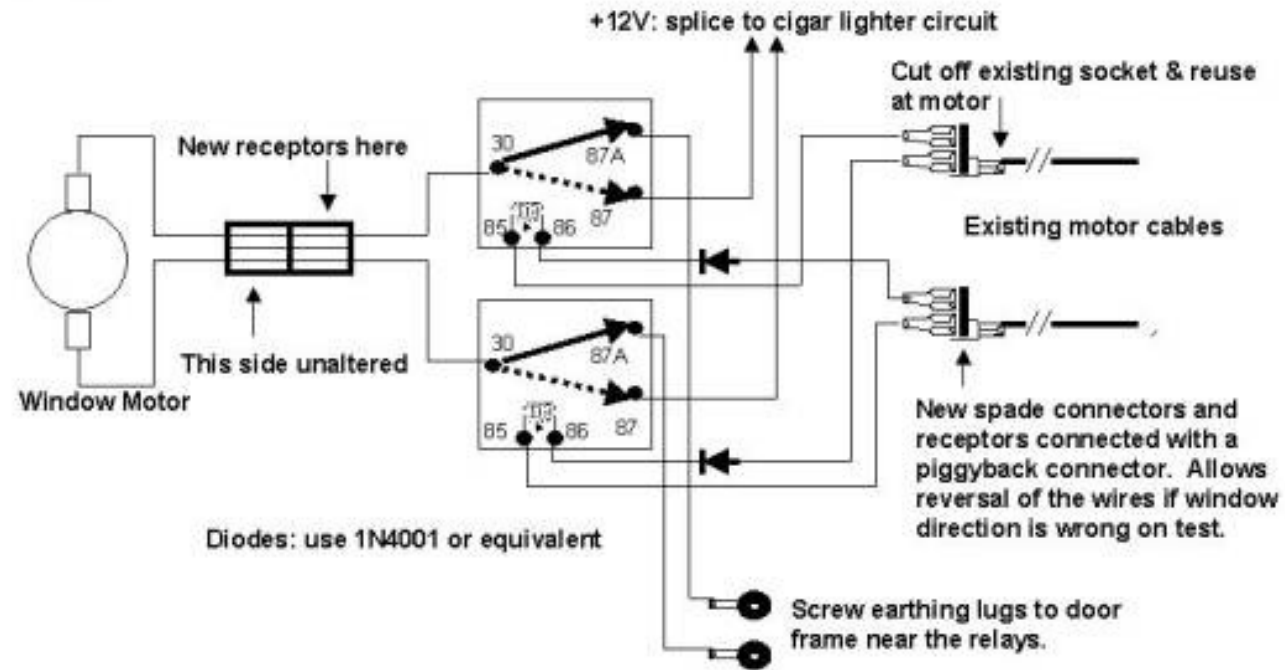 +12V: splice to cigar lighter circuit
Cut off existing socket & reuse
at motor
New receptors here
30
87A
87
85
86
Existing motor cables
This side unaltered
Window Motor
30
87A
87
85
86
New spade connectors and
receptors connected with a
piggyback connector. Allows
reversal of the wires if window
direction is wrong on test.
Diodes: use 1N4001 or equivalent
Screw earthing lugs to door
frame near the relays.